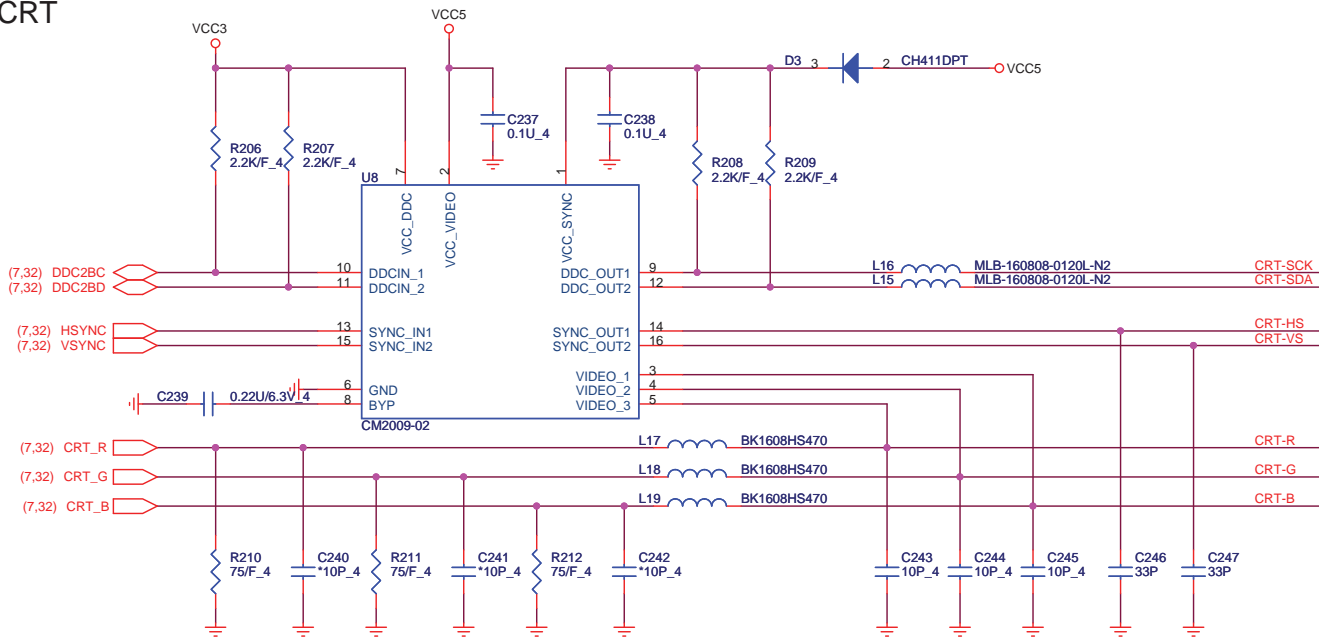 CRT
VCC3
VCC5
D3 3 2 CH411DPT
VCC5
C237
0.1U_4
C238
0.1U_4
R206
2.2K/F_4
R207
2.2K/F_4
R208
2.2K/F_4
R209
2.2K/F_4
7
2
1
U8
VCC_DDC
VCC_VIDEO
VCC_SYNC
(7,32) DDC2BC 10 DDCIN_1 DDC_OUT1 9 L16 MLB-160808-0120L-N2 CRT-SCK
(7,32) DDC2BD 11 DDCIN_2 DDC_OUT2 12 L15 MLB-160808-0120L-N2 CRT-SDA
(7,32) HSYNC 13 SYNC_IN1 SYNC_OUT1 14 CRT-HS
(7,32) VSYNC 15 SYNC_IN2 SYNC_OUT2 16 CRT-VS
VIDEO_1 3
6 GND VIDEO_2 4
C239 0.22U/6.3V_4 8 BYP VIDEO_3 5
CM2009-02
(7,32) CRT_R L17 BK1608HS470 CRT-R
(7,32) CRT_G L18 BK1608HS470 CRT-G
(7,32) CRT_B L19 BK1608HS470 CRT-B
R210
75/F_4
C240
*10P_4
R211
75/F_4
C241
*10P_4
R212
75/F_4
C242
*10P_4
C243
10P_4
C244
10P_4
C245
10P_4
C246
33P
C247
33P